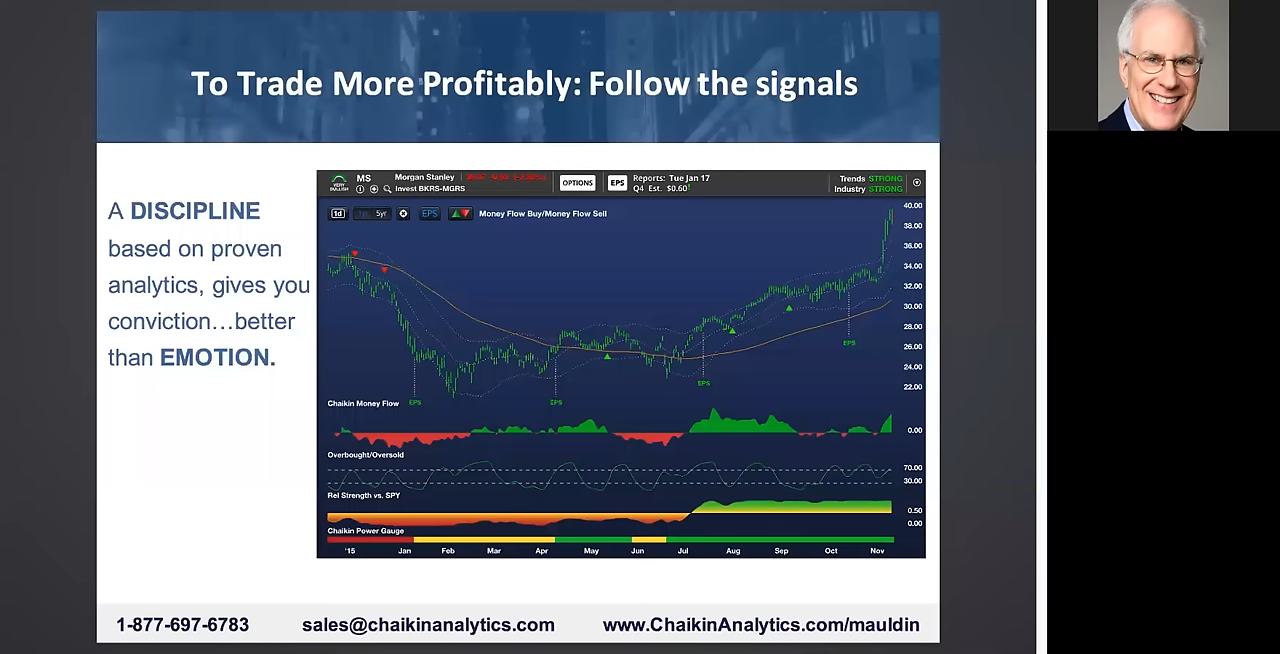 To Trade More Profitably: Follow the signals
A DISCIPLINE
based on proven
analytics, gives you
conviction…better
than EMOTION.
VERY
BULLISH
MS
Morgan Stanley
Invest BKRS-MGRS
OPTIONS
EPS
Reports: Tue Jan 17
Q4 Est. $0.60!
Trends STRONG
Industry STRONG
1d 5yr EPS Money Flow Buy/Money Flow Sell
40.00
38.00
36.00
34.00
32.00
30.00
28.00
26.00
24.00
22.00
EPS EPS EPS EPS
Chaikin Money Flow
0.00
Overbought/Oversold
70.00
30.00
Rel Strength vs. SPY
0.50
0.00
Chaikin Power Gauge
'15 Jan Feb Mar Apr May Jun Jul Aug Sep Oct Nov
1-877-697-6783 sales@chaikinanalytics.com www.ChaikinAnalytics.com/mauldin